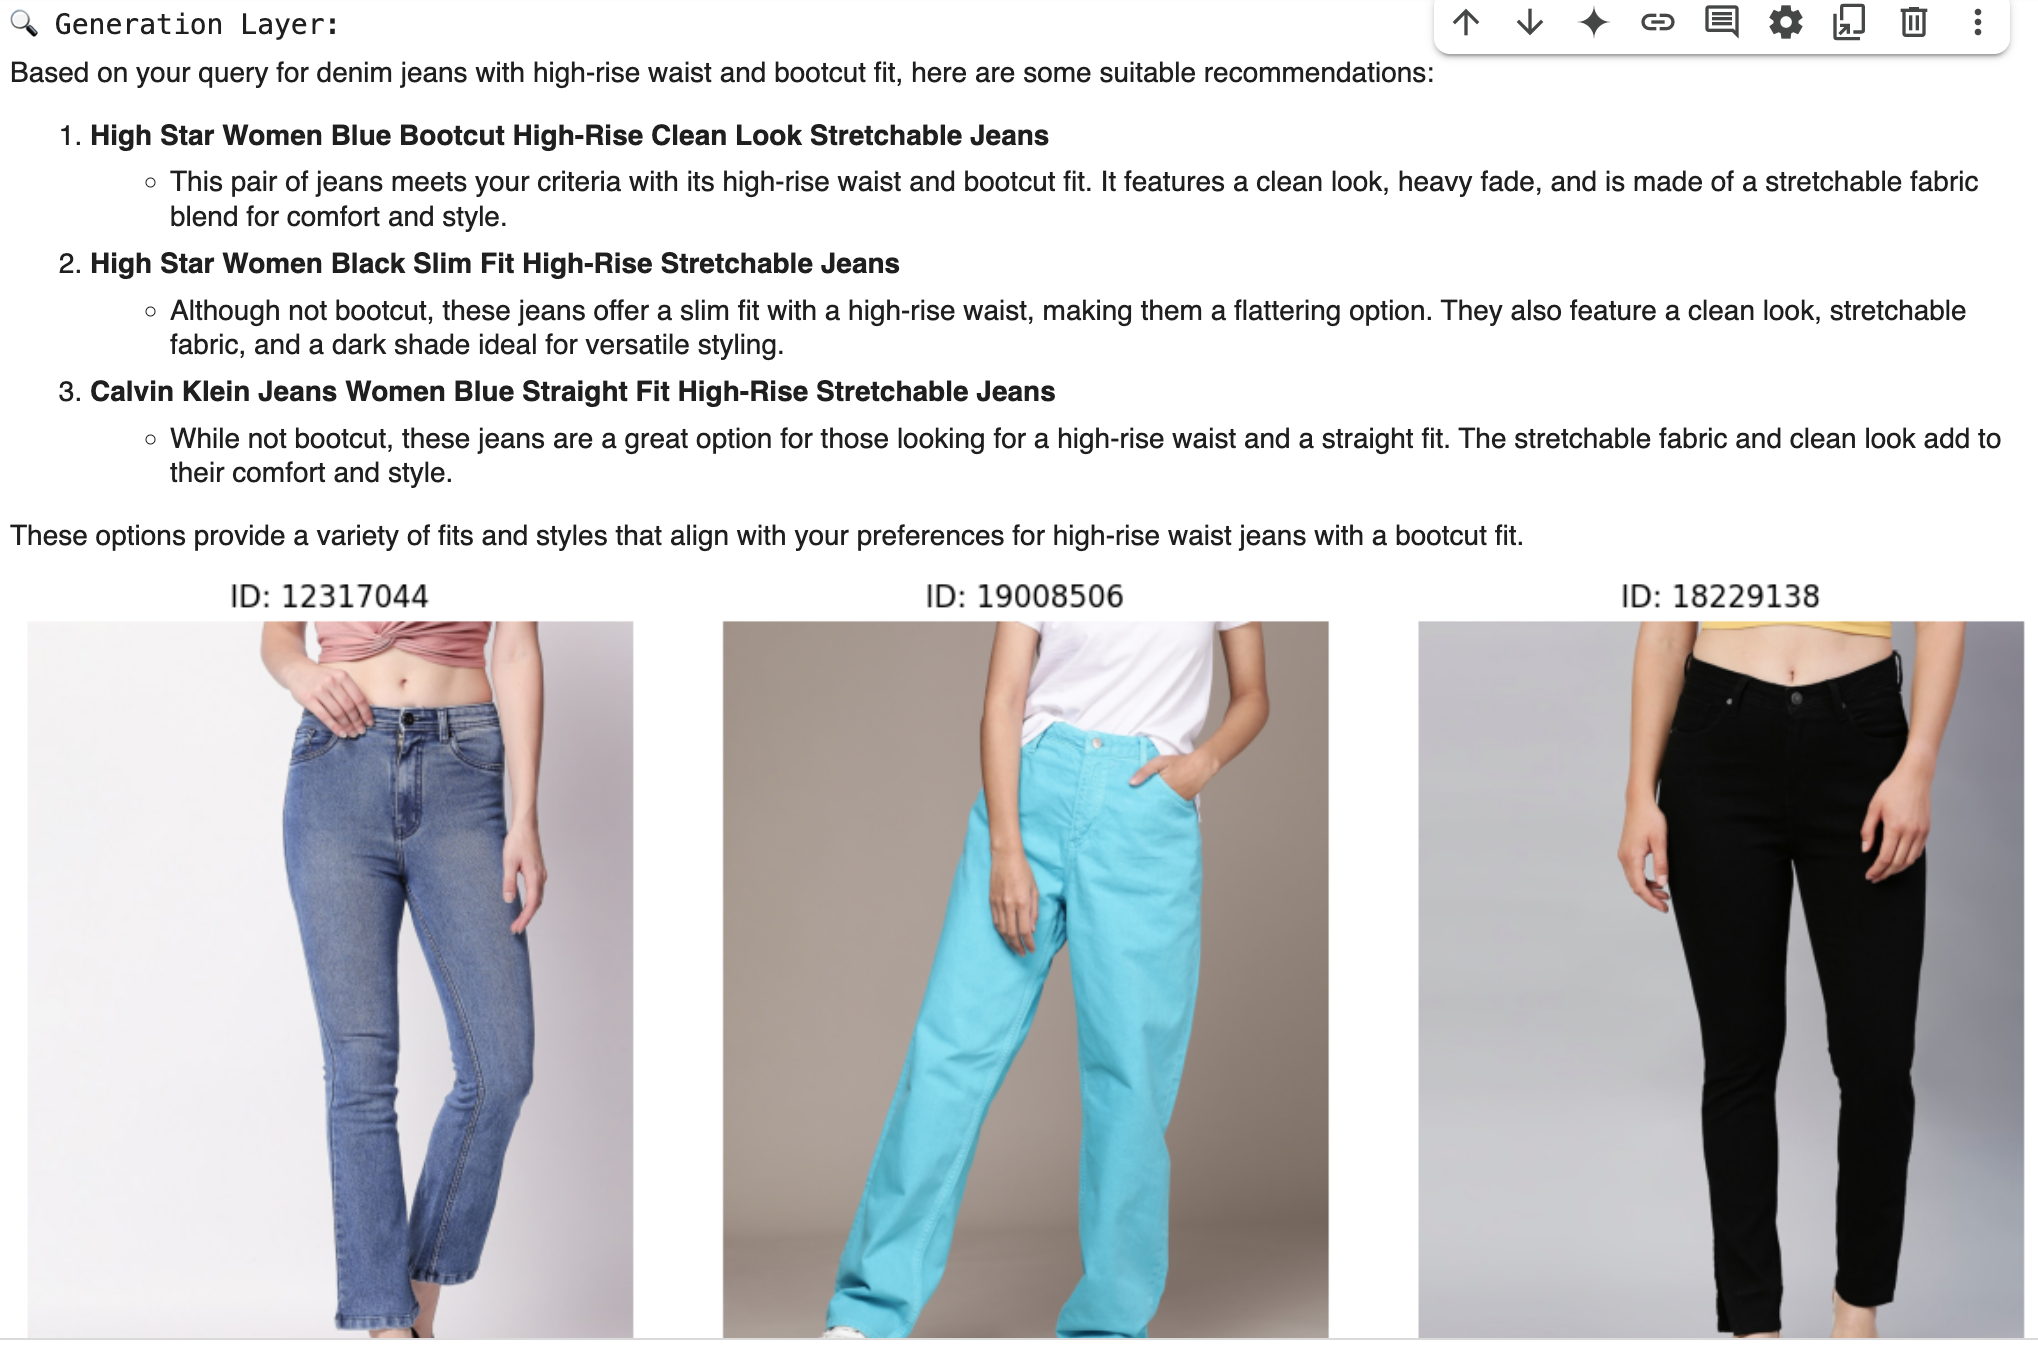 Generation Layer:
Based on your query for denim jeans with high-rise waist and bootcut fit, here are some suitable recommendations:
1. High Star Women Blue Bootcut High-Rise Clean Look Stretchable Jeans
This pair of jeans meets your criteria with its high-rise waist and bootcut fit. It features a clean look, heavy fade, and is made of a stretchable fabric
blend for comfort and style.
2. High Star Women Black Slim Fit High-Rise Stretchable Jeans
Although not bootcut, these jeans offer a slim fit with a high-rise waist, making them a flattering option. They also feature a clean look, stretchable
fabric, and a dark shade ideal for versatile styling.
3. Calvin Klein Jeans Women Blue Straight Fit High-Rise Stretchable Jeans
While not bootcut, these jeans are a great option for those looking for a high-rise waist and a straight fit. The stretchable fabric and clean look add to
their comfort and style.
These options provide a variety of fits and styles that align with your preferences for high-rise waist jeans with a bootcut fit.
ID: 12317044
ID: 19008506
ID: 18229138